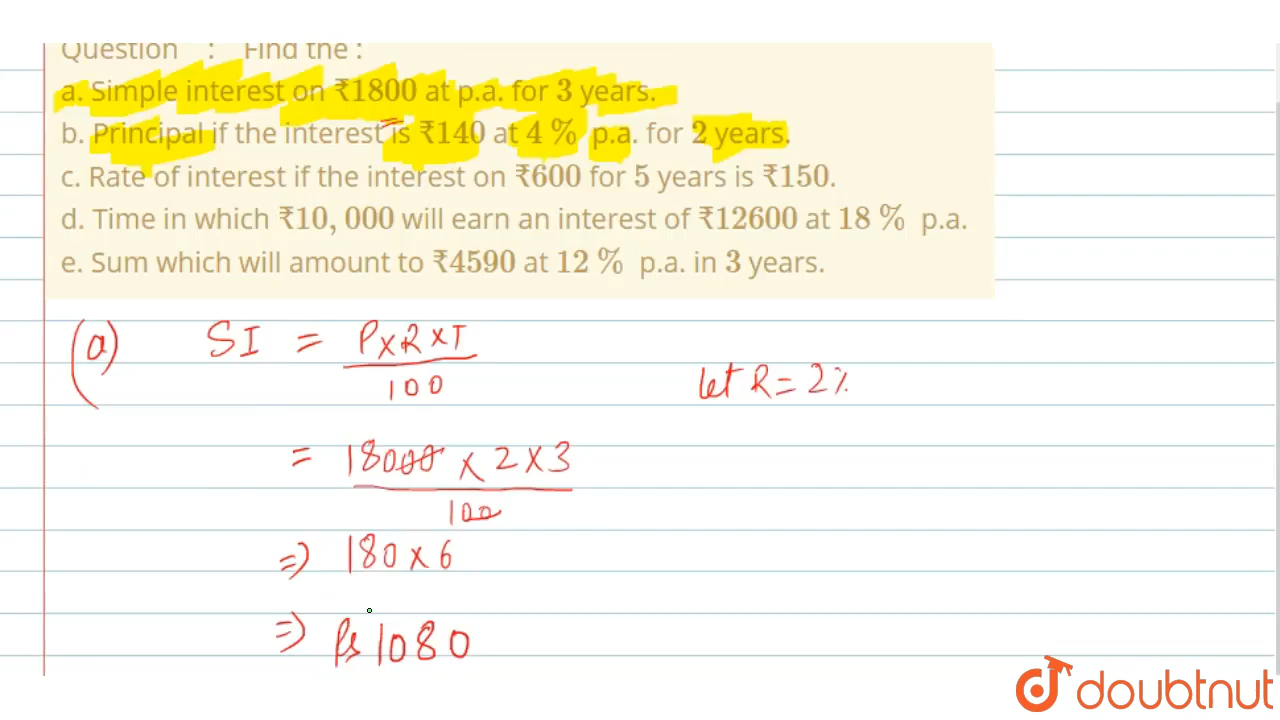 Question : Find the :
a. Simple interest on ₹1800 at p.a. for 3 years.
b. Principal if the interest is ₹140 at 4 % p.a. for 2 years.
c. Rate of interest if the interest on ₹600 for 5 years is ₹150.
d. Time in which ₹10, 000 will earn an interest of ₹12600 at 18 % p.a.
e. Sum which will amount to ₹4590 at 12 % p.a. in 3 years.
(a) SI = P×R×T
100
let R = 2%
= 18000 × 2 × 3
100
⇒ 180 × 6
⇒ Rs 1080
doubtnut